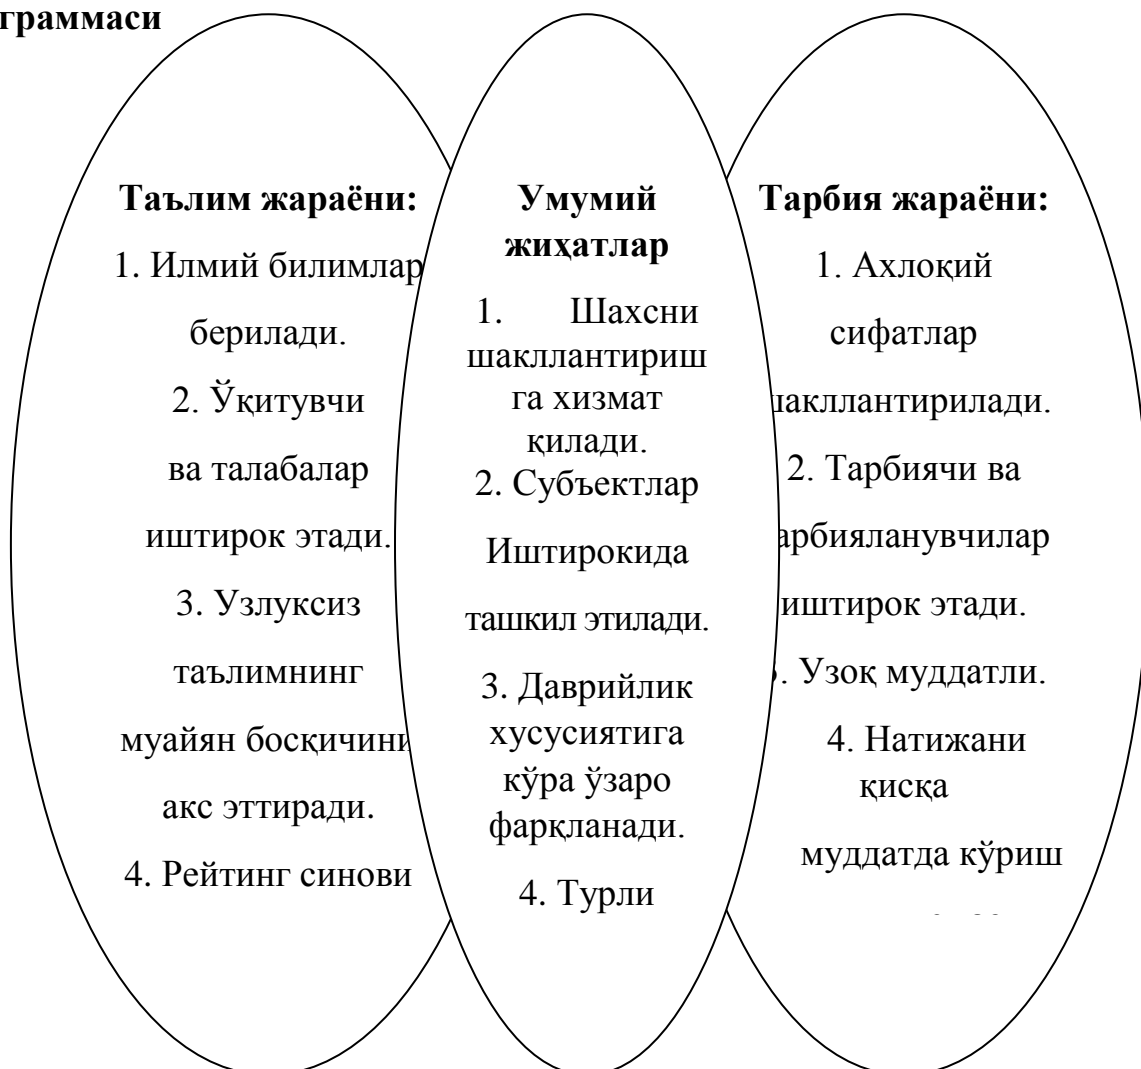 граммаси
Таълим жараёни:
1. Илмий билимлар
берилади.
2. Ўқитувчи
ва талабалар
иштирок этади.
3. Узлуксиз
таълимнинг
муайян босқичини
акс эттиради.
4. Рейтинг синови
Умумий
жиҳатлар
1. Шахсни
шакллантириш
га хизмат
қилади.
2. Субъектлар
Иштирокида
ташкил этилади.
3. Даврийлик
хусусиятига
кўра ўзаро
фарқланади.
4. Турли
Тарбия жараёни:
1. Ахлоқий
сифатлар
шакллантирилади.
2. Тарбиячи ва
арбияланувчилар
иштирок этади.
3. Узоқ муддатли.
4. Натижани
қисқа
муддатда кўриш